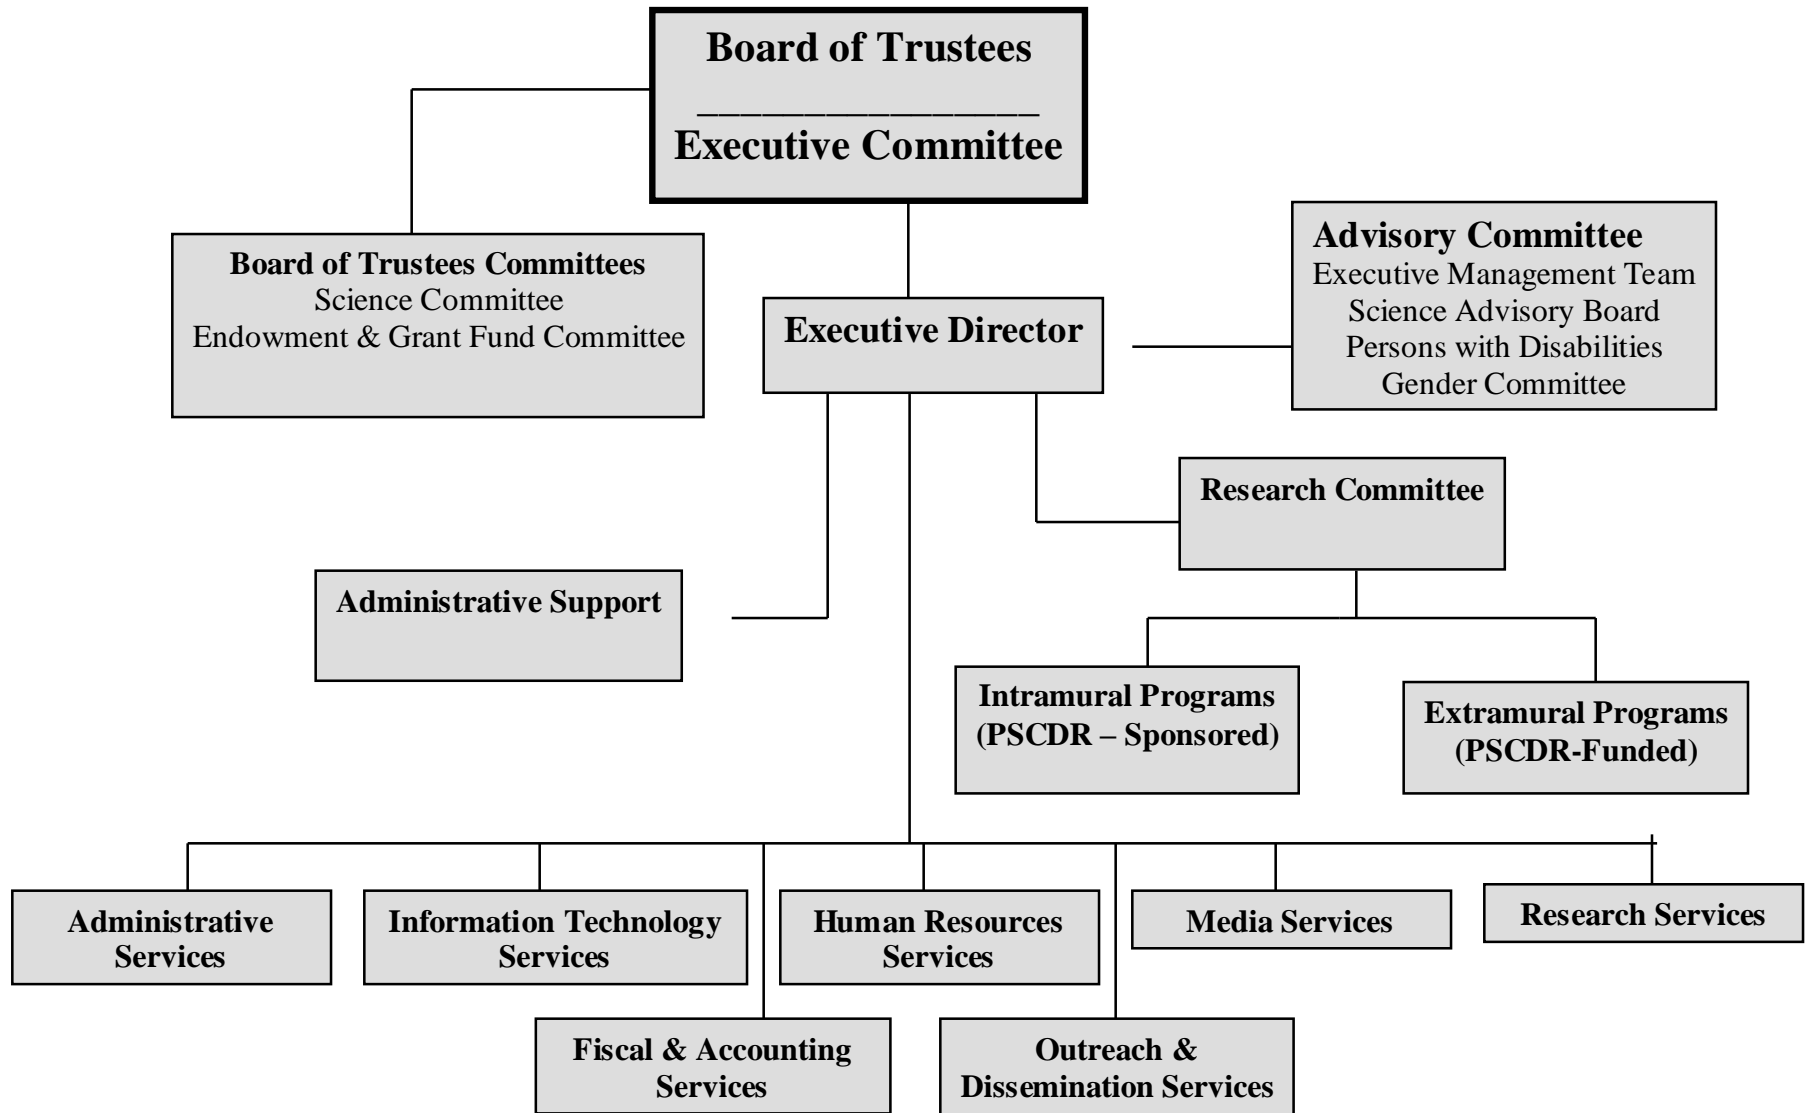 Board of Trustees
________________
Executive Committee
Board of Trustees Committees
Science Committee
Endowment & Grant Fund Committee
Executive Director
Advisory Committee
Executive Management Team
Science Advisory Board
Persons with Disabilities
Gender Committee
Research Committee
Administrative Support
Intramural Programs
(PSCDR – Sponsored)
Extramural Programs
(PSCDR-Funded)
Administrative
Services
Information Technology
Services
Human Resources
Services
Media Services
Research Services
Fiscal & Accounting
Services
Outreach &
Dissemination Services